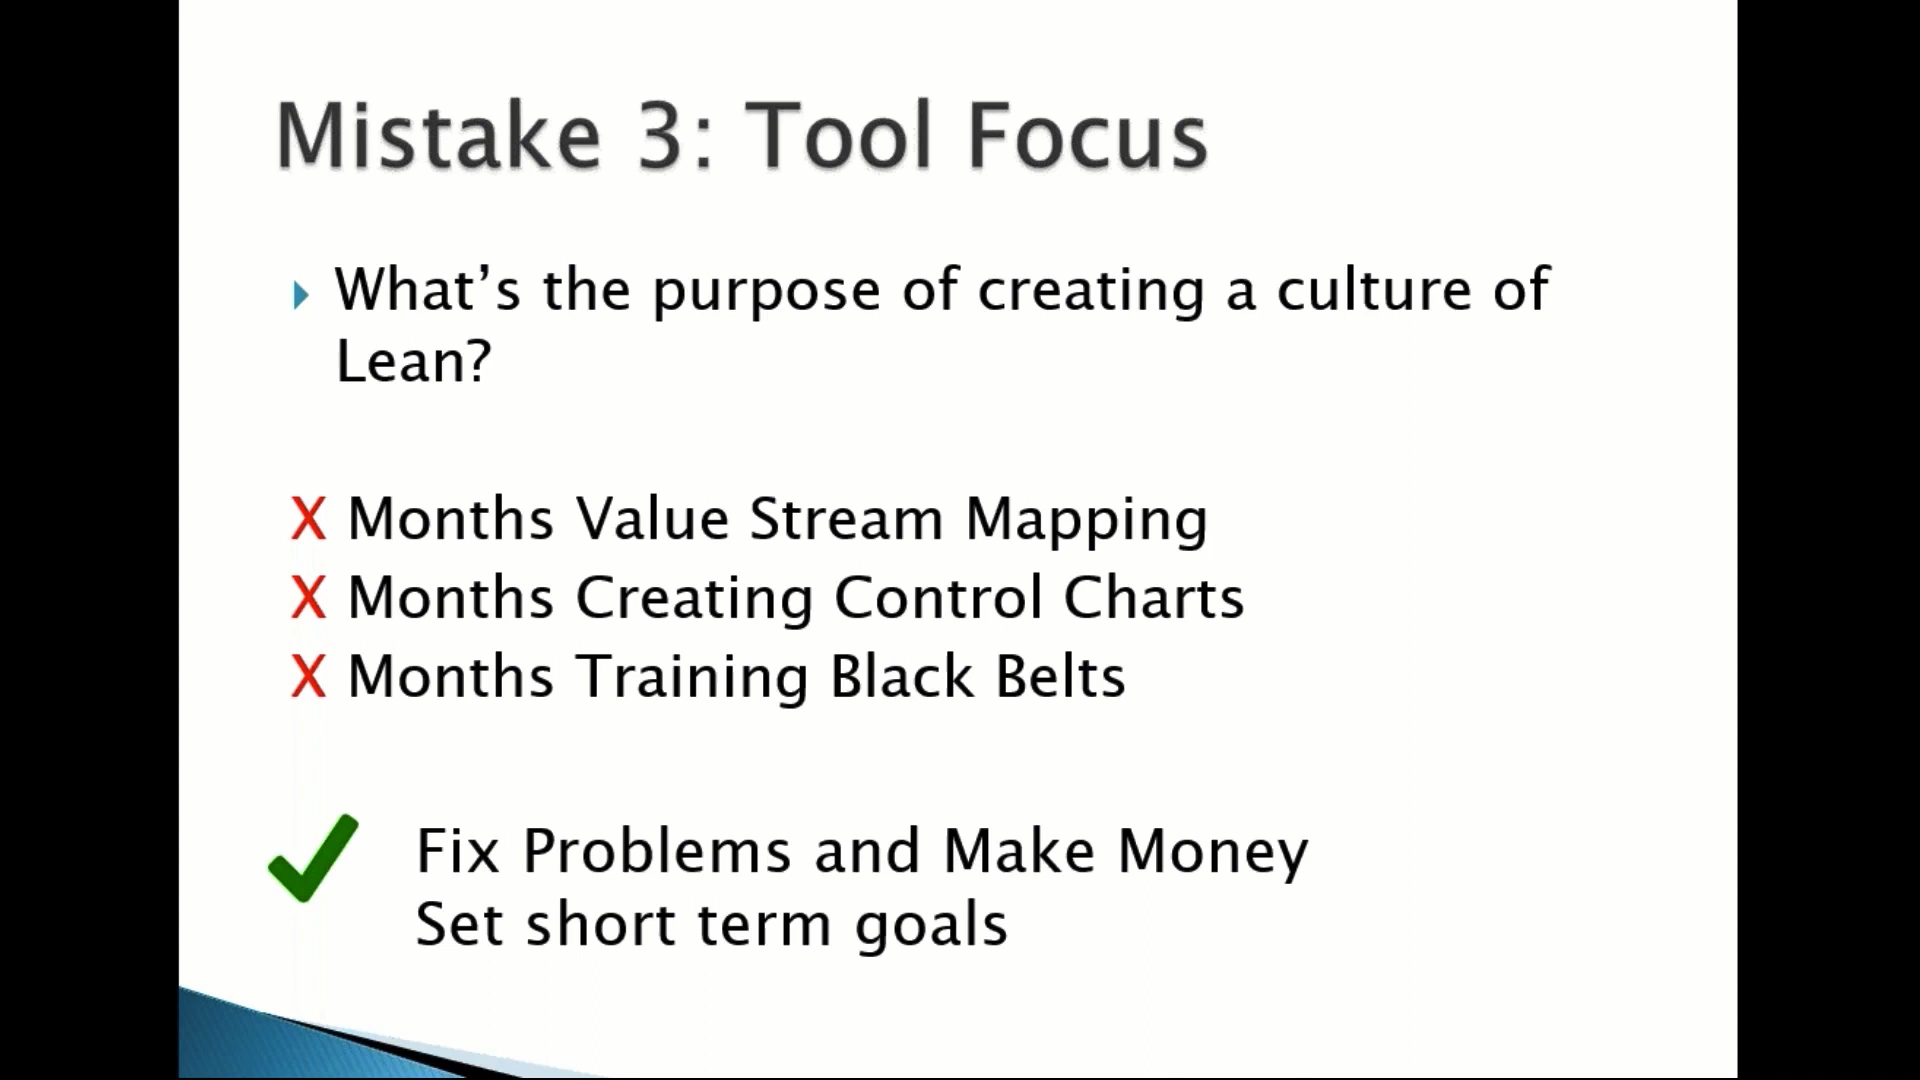 Mistake 3: Tool Focus
What’s the purpose of creating a culture of
Lean?
X Months Value Stream Mapping
X Months Creating Control Charts
X Months Training Black Belts
Fix Problems and Make Money
Set short term goals